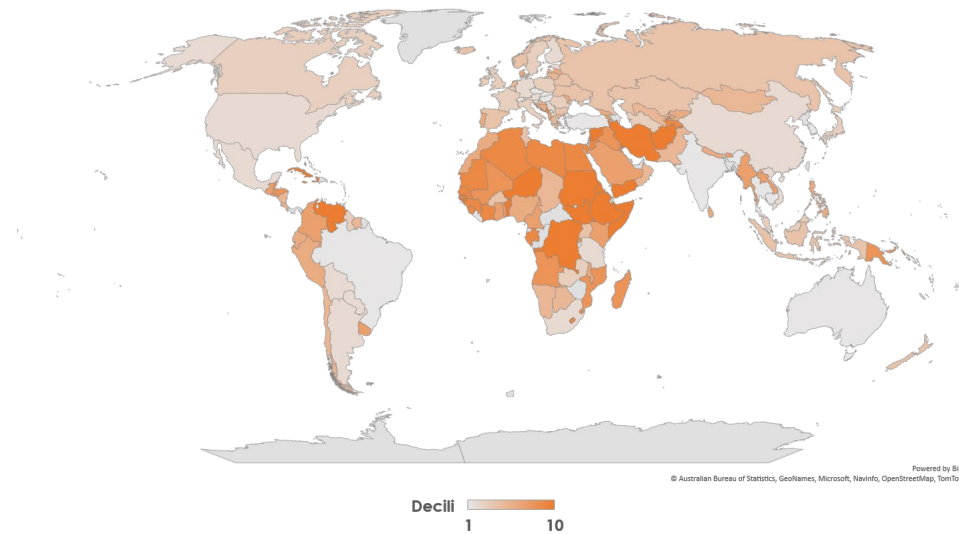 Powered by Bi
© Australian Bureau of Statistics, GeoNames, Microsoft, Navinfo, OpenStreetMap, TomTo
Decili
1 10